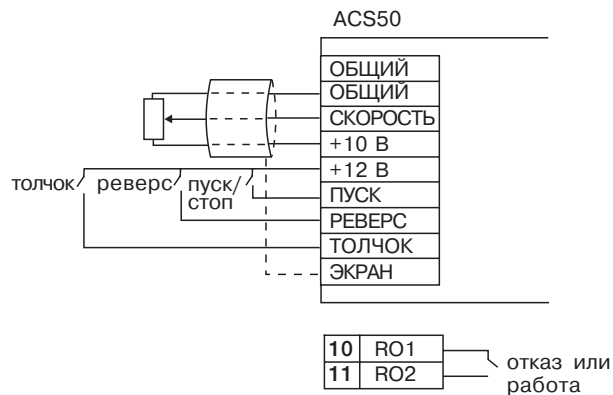 ACS50
ОБЩИЙ
ОБЩИЙ
СКОРОСТЬ
+10 В
+12 В
ПУСК
РЕВЕРС
ТОЛЧОК
ЭКРАН
толчок
реверс
пуск/
стоп
10 RO1
11 RO2
отказ или
работа